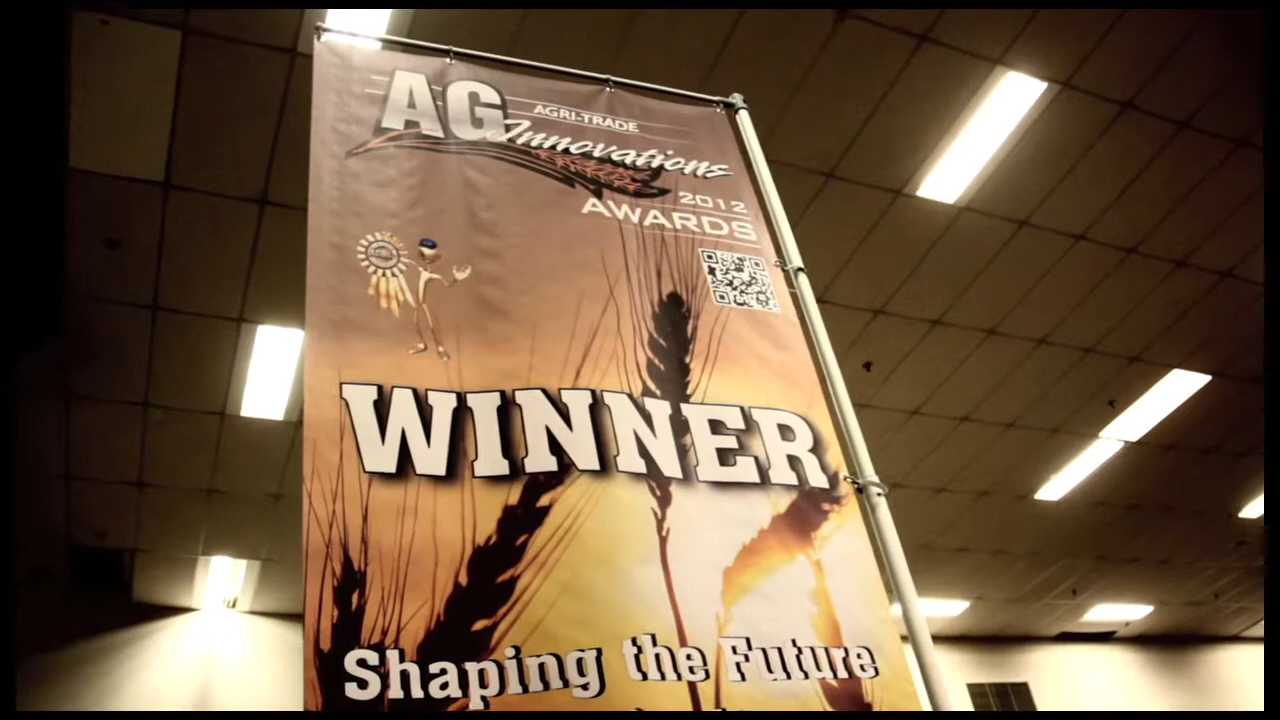 AGRI-TRADE
AG Innovations
2012
AWARDS
WINNER
Shaping the Future